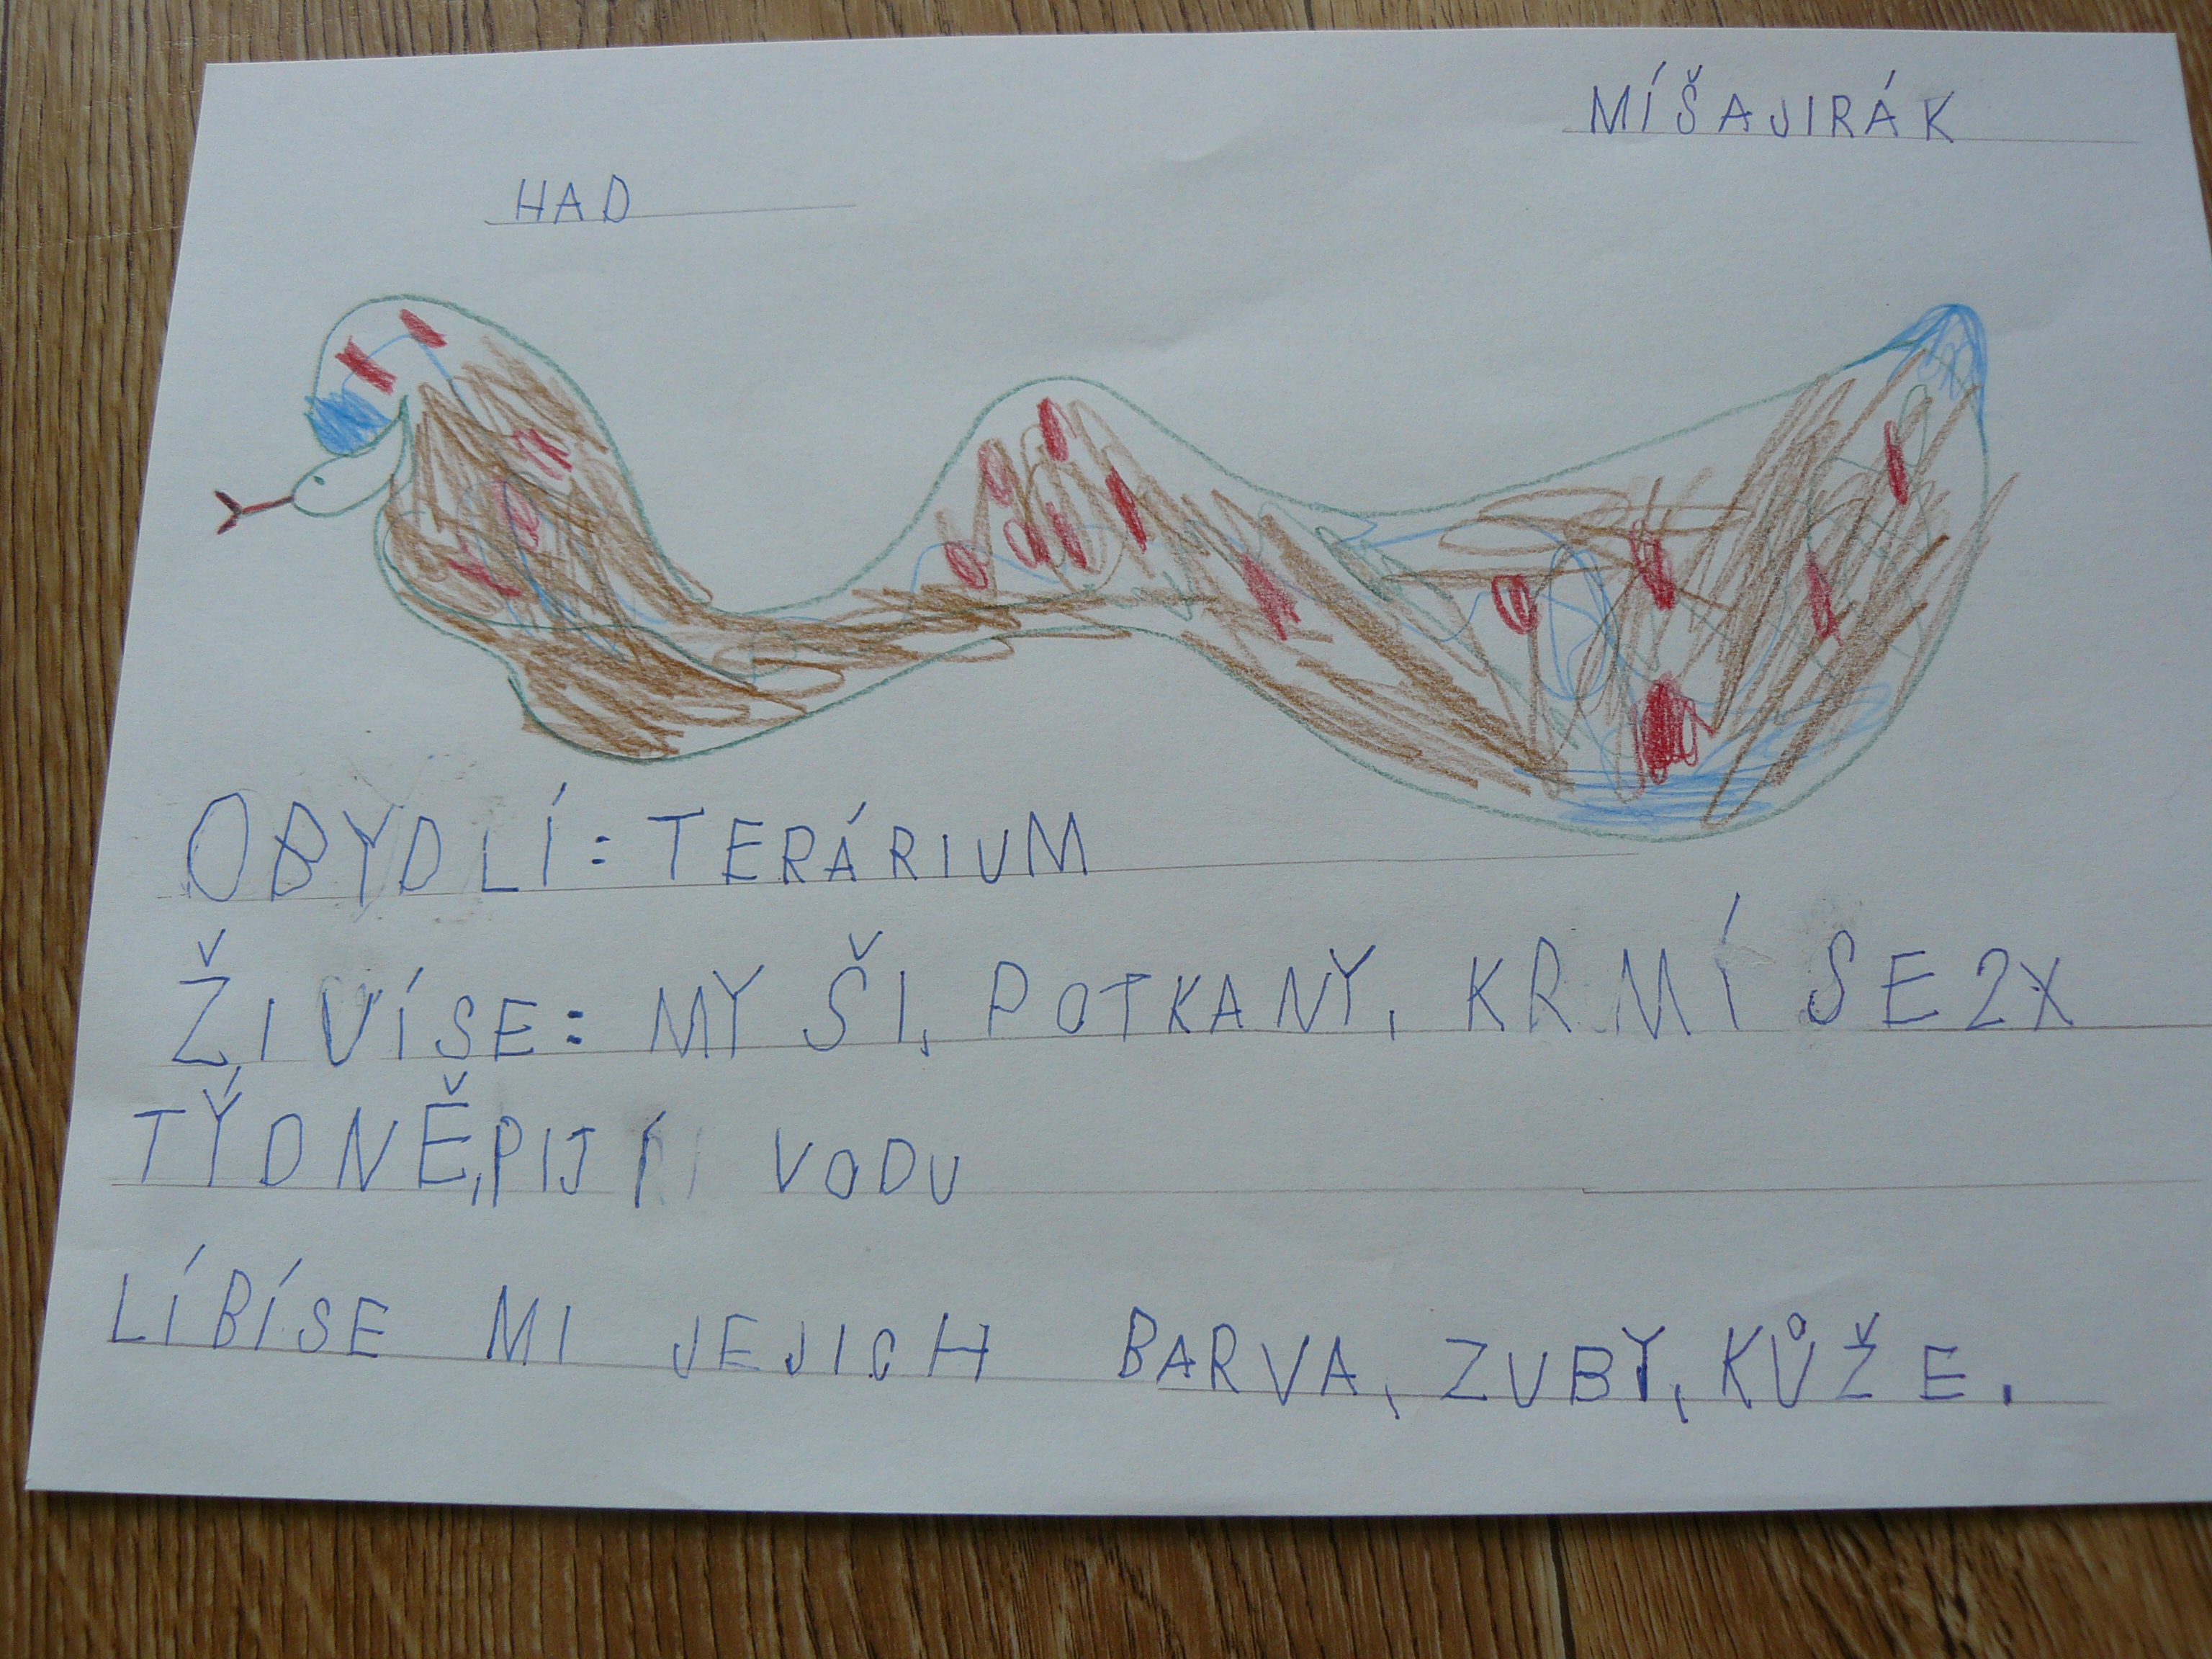 MÍŠAJIRÁK
HAD
OBYDLÍ: TERÁRIUM
ŽIVÍSE: MYŠI, POTKANY, KRMÍ SE 2X
TÝDNĚ, PIJÍ VODU
LÍBÍSE MI JEJICH BARVA, ZUBY, KŮŽE.